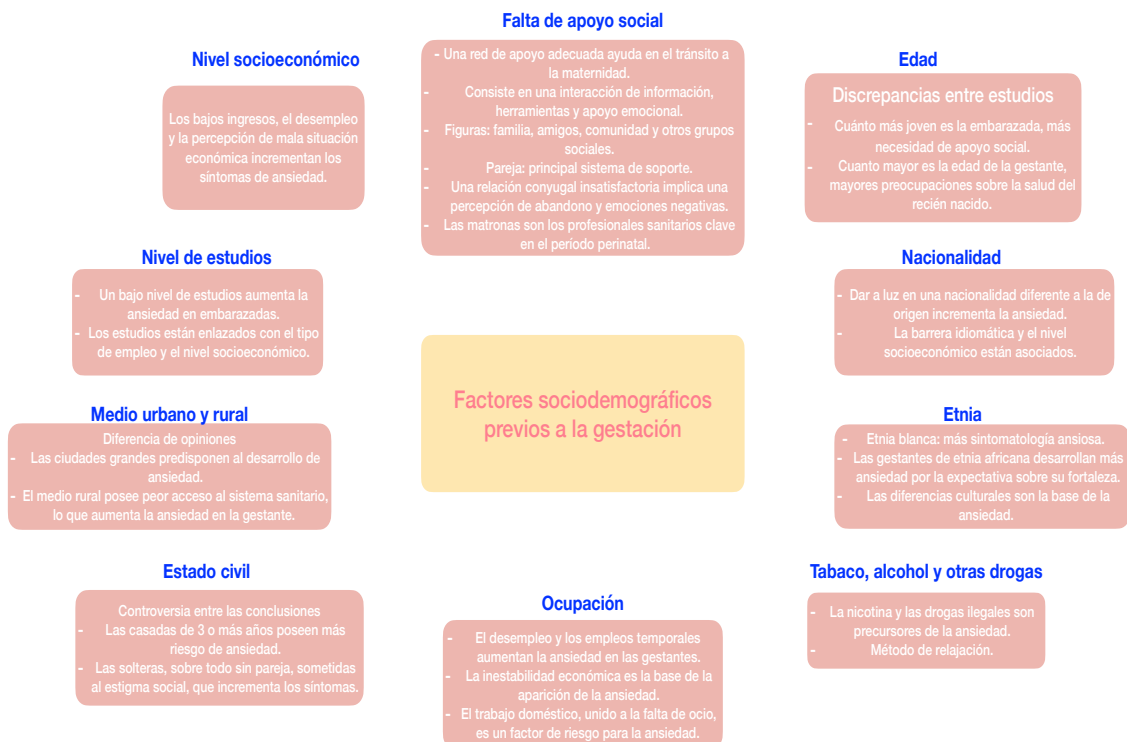 Falta de apoyo social
- Una red de apoyo adecuada ayuda en el tránsito a
la maternidad.
- Consiste en una interacción de información,
herramientas y apoyo emocional.
- Figuras: familia, amigos, comunidad y otros grupos
sociales.
- Pareja: principal sistema de soporte.
- Una relación conyugal insatisfactoria implica una
percepción de abandono y emociones negativas.
- Las matronas son los profesionales sanitarios clave
en el período perinatal.
Nivel socioeconómico
Los bajos ingresos, el desempleo
y la percepción de mala situación
económica incrementan los
síntomas de ansiedad.
Edad
Discrepancias entre estudios
- Cuánto más joven es la embarazada, más
necesidad de apoyo social.
- Cuanto mayor es la edad de la gestante,
mayores preocupaciones sobre la salud del
recién nacido.
Nivel de estudios
- Un bajo nivel de estudios aumenta la
ansiedad en embarazadas.
- Los estudios están enlazados con el tipo
de empleo y el nivel socioeconómico.
Nacionalidad
- Dar a luz en una nacionalidad diferente a la de
origen incrementa la ansiedad.
- La barrera idiomática y el nivel
socioeconómico están asociados.
Factores sociodemográficos
previos a la gestación
Medio urbano y rural
Diferencia de opiniones
- Las ciudades grandes predisponen al desarrollo de
ansiedad.
- El medio rural posee peor acceso al sistema sanitario,
lo que aumenta la ansiedad en la gestante.
Etnia
- Etnia blanca: más sintomatología ansiosa.
- Las gestantes de etnia africana desarrollan más
ansiedad por la expectativa sobre su fortaleza.
- Las diferencias culturales son la base de la
ansiedad.
Estado civil
Controversia entre las conclusiones
- Las casadas de 3 o más años poseen más
riesgo de ansiedad.
- Las solteras, sobre todo sin pareja, sometidas
al estigma social, que incrementa los síntomas.
Ocupación
- El desempleo y los empleos temporales
aumentan la ansiedad en las gestantes.
- La inestabilidad económica es la base de la
aparición de la ansiedad.
- El trabajo doméstico, unido a la falta de ocio,
es un factor de riesgo para la ansiedad.
Tabaco, alcohol y otras drogas
- La nicotina y las drogas ilegales son
precursores de la ansiedad.
- Método de relajación.